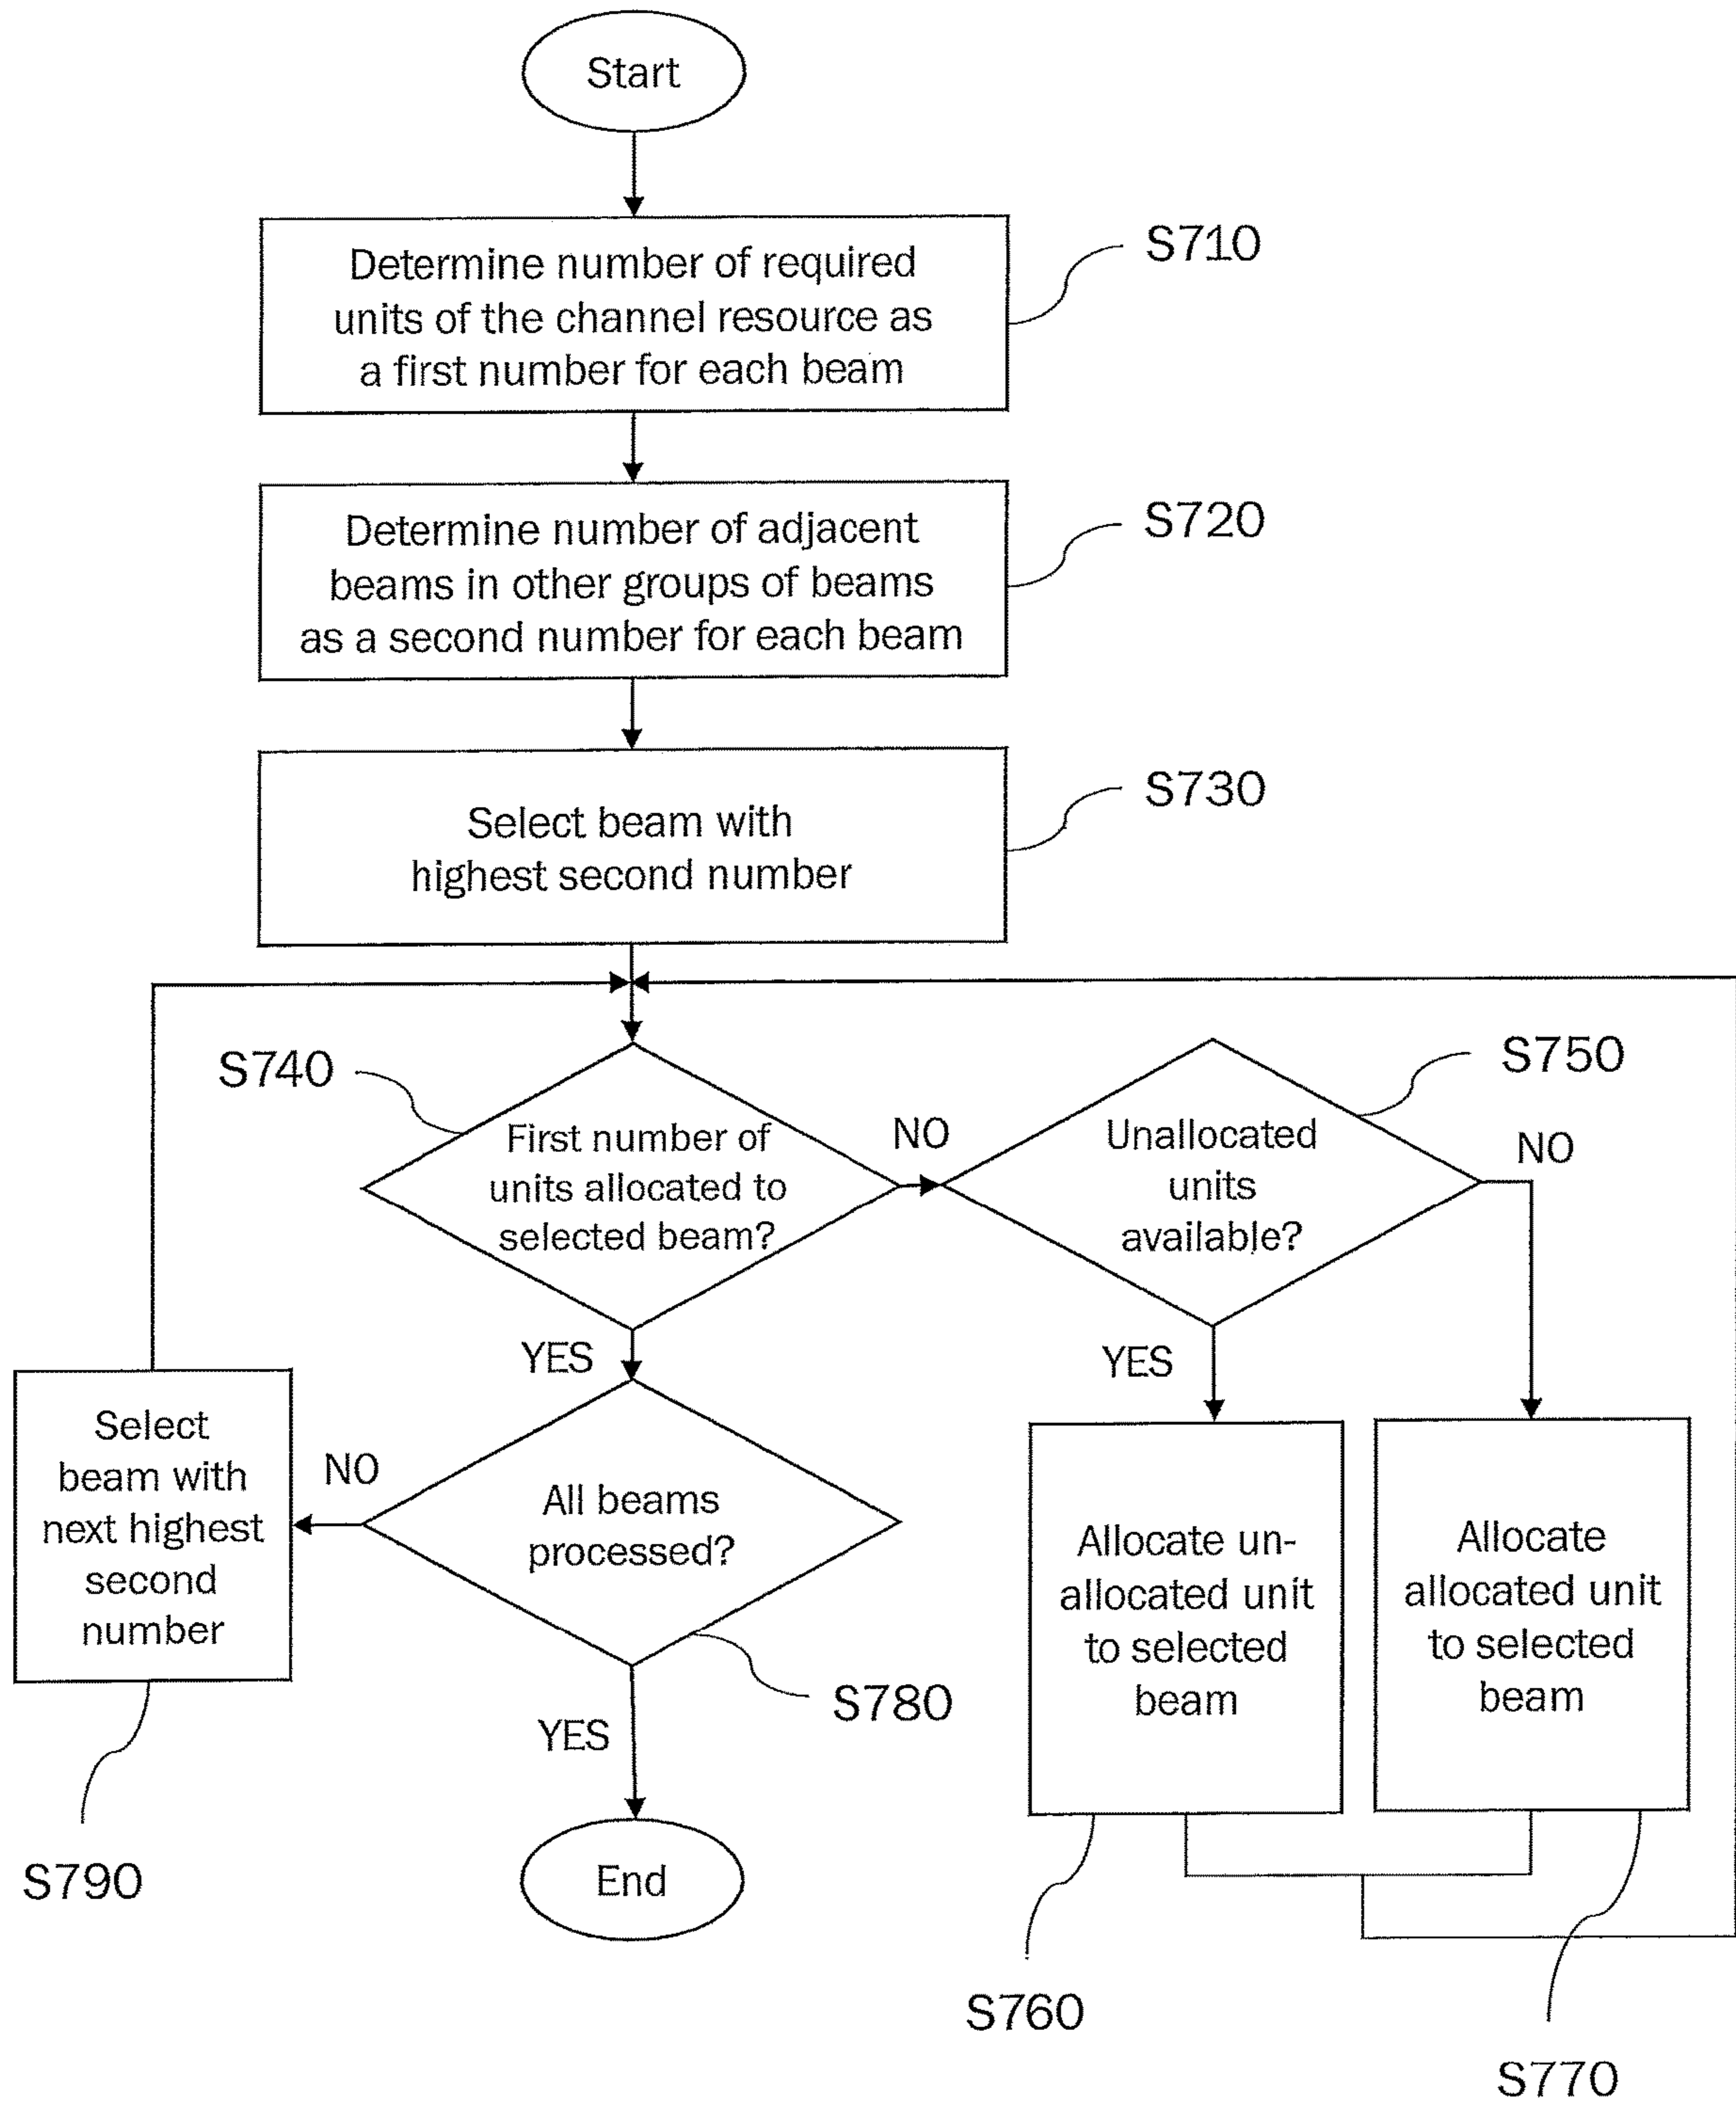 Start
Determine number of required
units of the channel resource as
a first number for each beam
S710
Determine number of adjacent
beams in other groups of beams
as a second number for each beam
S720
Select beam with
highest second number
S730
S740
First number of
units allocated to
selected beam?
NO
Unallocated
units
available?
S750
NO
YES
YES
Select
beam with
next highest
second
number
NO
All beams
processed?
Allocate un-
allocated unit
to selected
beam
Allocate
allocated unit
to selected
beam
S780
YES
S790
End
S760
S770